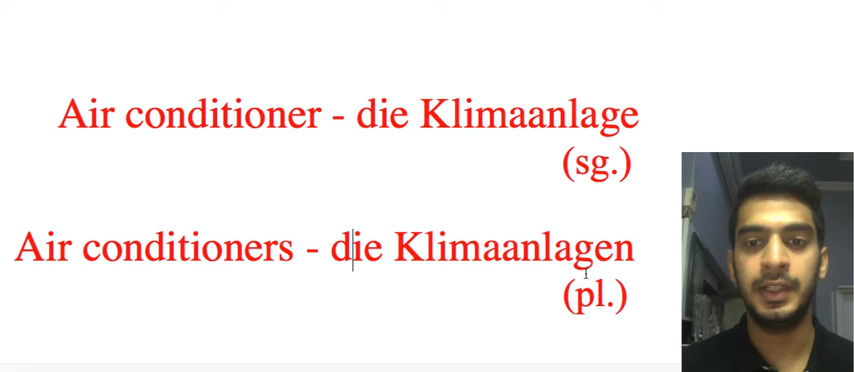 Air conditioner - die Klimaanlage
(sg.)
Air conditioners - die Klimaanlagen
(pl.)